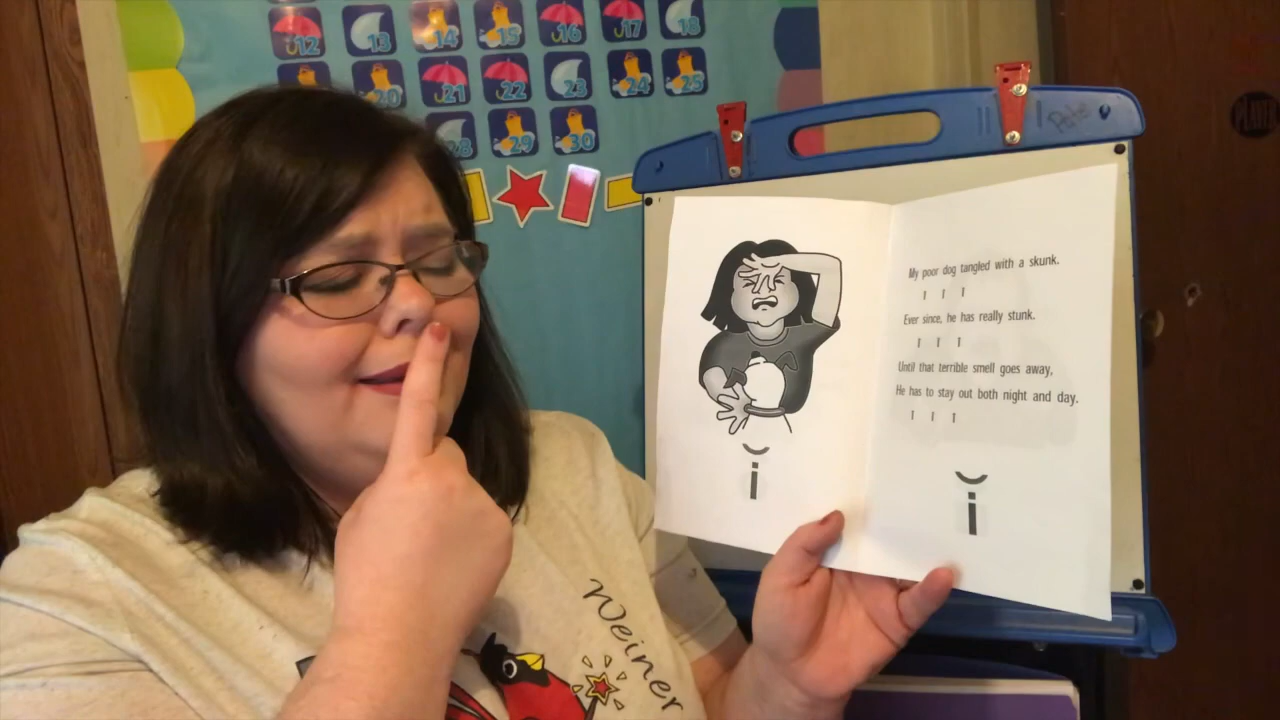 12 13 14 15 16 17 18
20 21 22 23 24 25
28 29 30
Pete
PLAYER
My poor dog tangled with a skunk.
ĭ ĭ ĭ
Ever since, he has really stunk.
ĭ ĭ ĭ
Until that terrible smell goes away,
He has to stay out both night and day.
ĭ ĭ ĭ
ĭ
ĭ
Weiner